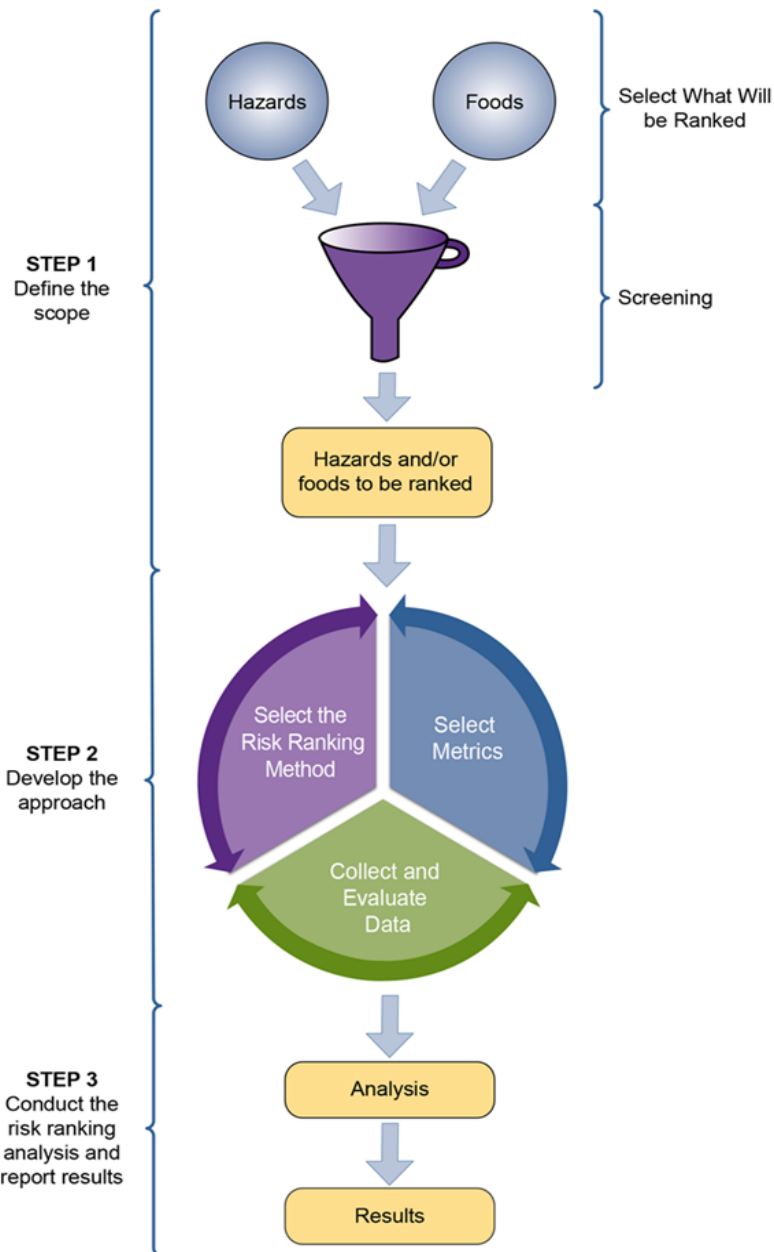 Hazards
Foods
Select What Will
be Ranked
STEP 1
Define the
scope
Screening
Hazards and/or
foods to be ranked
STEP 2
Develop the
approach
Select the
Risk Ranking
Method
Select
Metrics
Collect and
Evaluate
Data
STEP 3
Conduct the
risk ranking
analysis and
report results
Analysis
Results